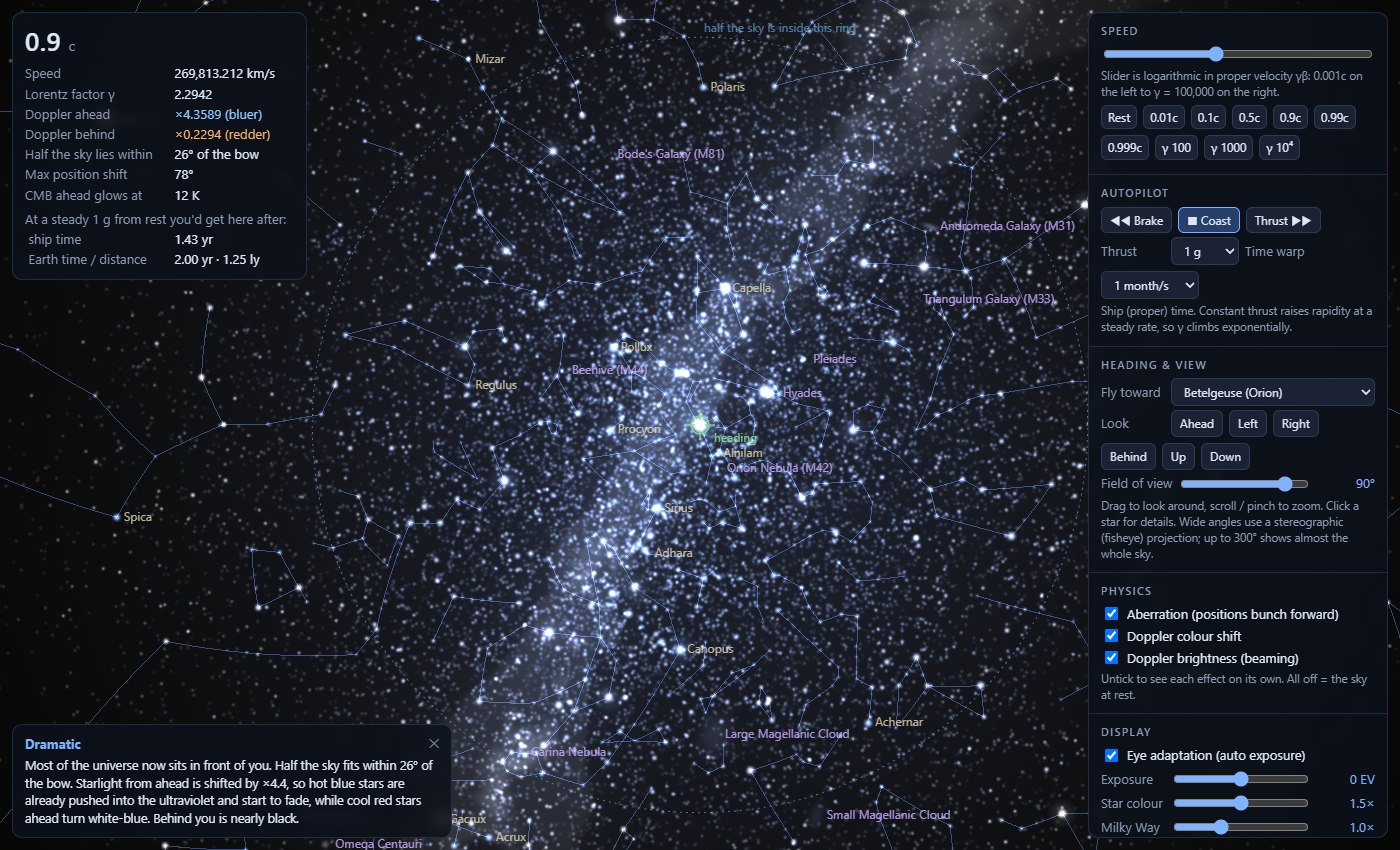 0.9 c
Speed 269,813.212 km/s
Lorentz factor γ 2.2942
Doppler ahead ×4.3589 (bluer)
Doppler behind ×0.2294 (redder)
Half the sky lies within 26° of the bow
Max position shift 78°
CMB ahead glows at 12 K
At a steady 1 g from rest you'd get here after:
ship time 1.43 yr
Earth time / distance 2.00 yr · 1.25 ly
half the sky is inside this ring
Mizar
Polaris
Bode's Galaxy (M81)
Andromeda Galaxy (M31)
Capella
Triangulum Galaxy (M33)
Pollux
Pleiades
Beehive (M44)
Regulus
Hyades
Procyon
heading
Alnilam
Orion Nebula (M42)
Sirius
Spica
Adhara
Canopus
Achernar
Large Magellanic Cloud
Carina Nebula
Small Magellanic Cloud
Gacrux
Acrux
Omega Centauri
Dramatic
Most of the universe now sits in front of you. Half the sky fits within 26° of
the bow. Starlight from ahead is shifted by ×4.4, so hot blue stars are
already pushed into the ultraviolet and start to fade, while cool red stars
ahead turn white-blue. Behind you is nearly black.
SPEED
Slider is logarithmic in proper velocity γβ: 0.001c on
the left to γ = 100,000 on the right.
Rest 0.01c 0.1c 0.5c 0.9c 0.99c
0.999c γ 100 γ 1000 γ 10⁴
AUTOPILOT
◀◀ Brake ■ Coast Thrust ▶▶
Thrust 1 g Time warp
1 month/s
Ship (proper) time. Constant thrust raises rapidity at a
steady rate, so γ climbs exponentially.
HEADING & VIEW
Fly toward Betelgeuse (Orion)
Look Ahead Left Right
Behind Up Down
Field of view 90°
Drag to look around, scroll / pinch to zoom. Click a
star for details. Wide angles use a stereographic
(fisheye) projection; up to 300° shows almost the
whole sky.
PHYSICS
Aberration (positions bunch forward)
Doppler colour shift
Doppler brightness (beaming)
Untick to see each effect on its own. All off = the sky
at rest.
DISPLAY
Eye adaptation (auto exposure)
Exposure 0 EV
Star colour 1.5×
Milky Way 1.0×